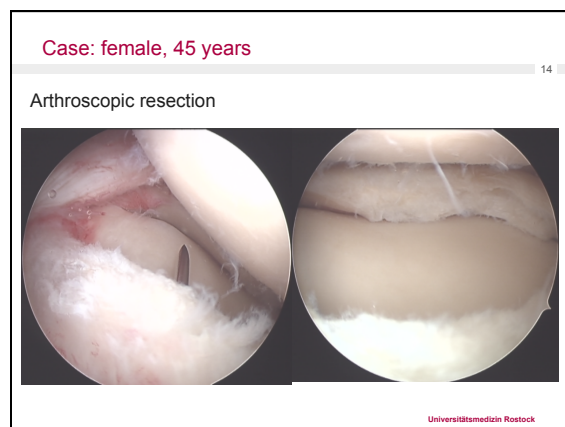 Case: female, 45 years
14
Arthroscopic resection
Universitätsmedizin Rostock